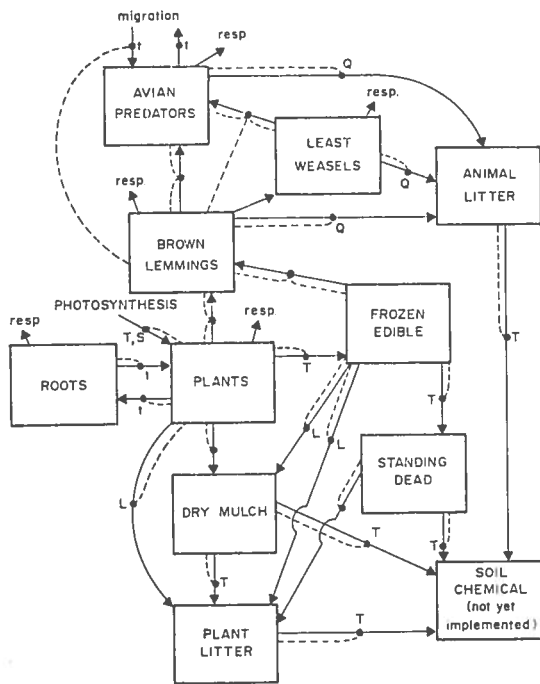 migration
t
t
resp
Q
AVIAN
PREDATORS
resp.
LEAST
WEASELS
Q
ANIMAL
LITTER
resp.
BROWN
LEMMINGS
Q
PHOTOSYNTHESIS
resp.
T,S
resp.
FROZEN
EDIBLE
T
ROOTS
t
PLANTS
T
t
T
L
L
L
STANDING
DEAD
DRY MULCH
T
T
T
SOIL
CHEMICAL
(not yet
implemented)
PLANT
LITTER
T